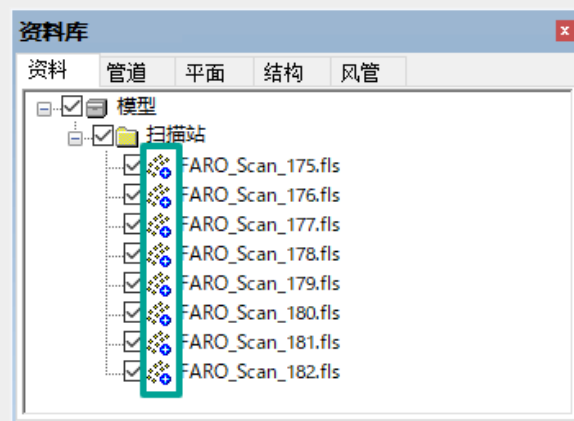 资料库
资料 管道 平面 结构 风管
模型
扫描站
FARO_Scan_175.fls
FARO_Scan_176.fls
FARO_Scan_177.fls
FARO_Scan_178.fls
FARO_Scan_179.fls
FARO_Scan_180.fls
FARO_Scan_181.fls
FARO_Scan_182.fls